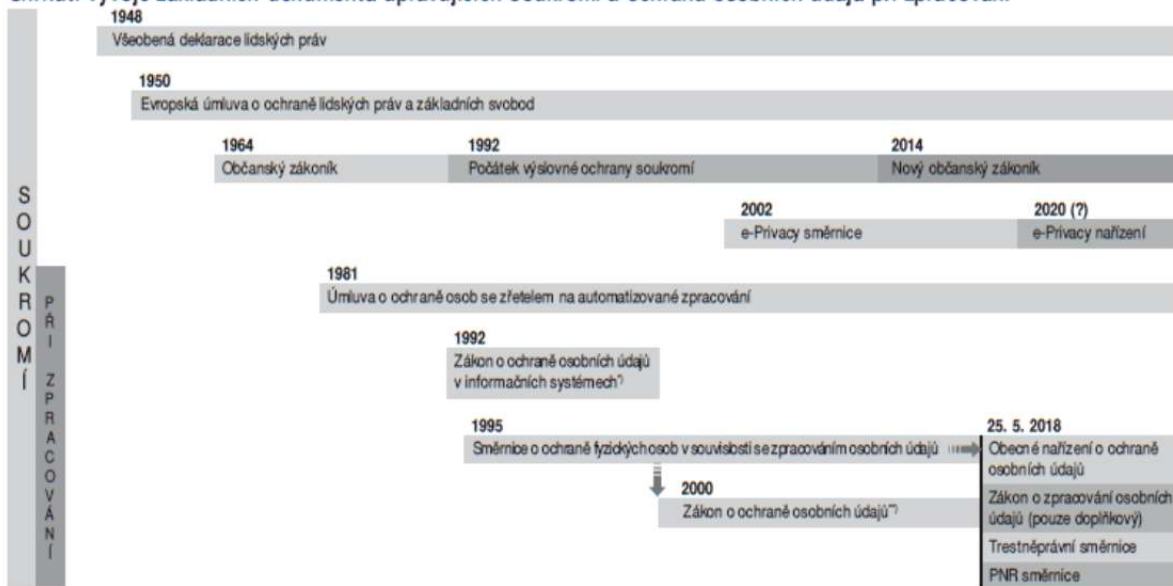 1948
Všeobená deklarace lidských práv
1950
Evropská úmluva o ochraně lidských práv a základních svobod
1964
1992
2014
Občanský zákoník
Počátek výslovné ochrany soukromí
Nový občanský zákoník
2002
2020 (?)
e-Privacy směrnice
e-Privacy nařízení
SOUKROMÍ
PŘI ZPRACOVÁNÍ
1981
Úmluva o ochraně osob se zřetelem na automatizované zpracování
1992
Zákon o ochraně osobních údajů
v informačních systémech*)
1995
25. 5. 2018
Směrnice o ochraně fyzických osob v souvislosti se zpracováním osobních údajů
Obecné nařízení o ochraně
osobních údajů
2000
Zákon o ochraně osobních údajů**)
Zákon o zpracování osobních
údajů (pouze doplňkový)
Trestněprávní směrnice
PNR směrnice